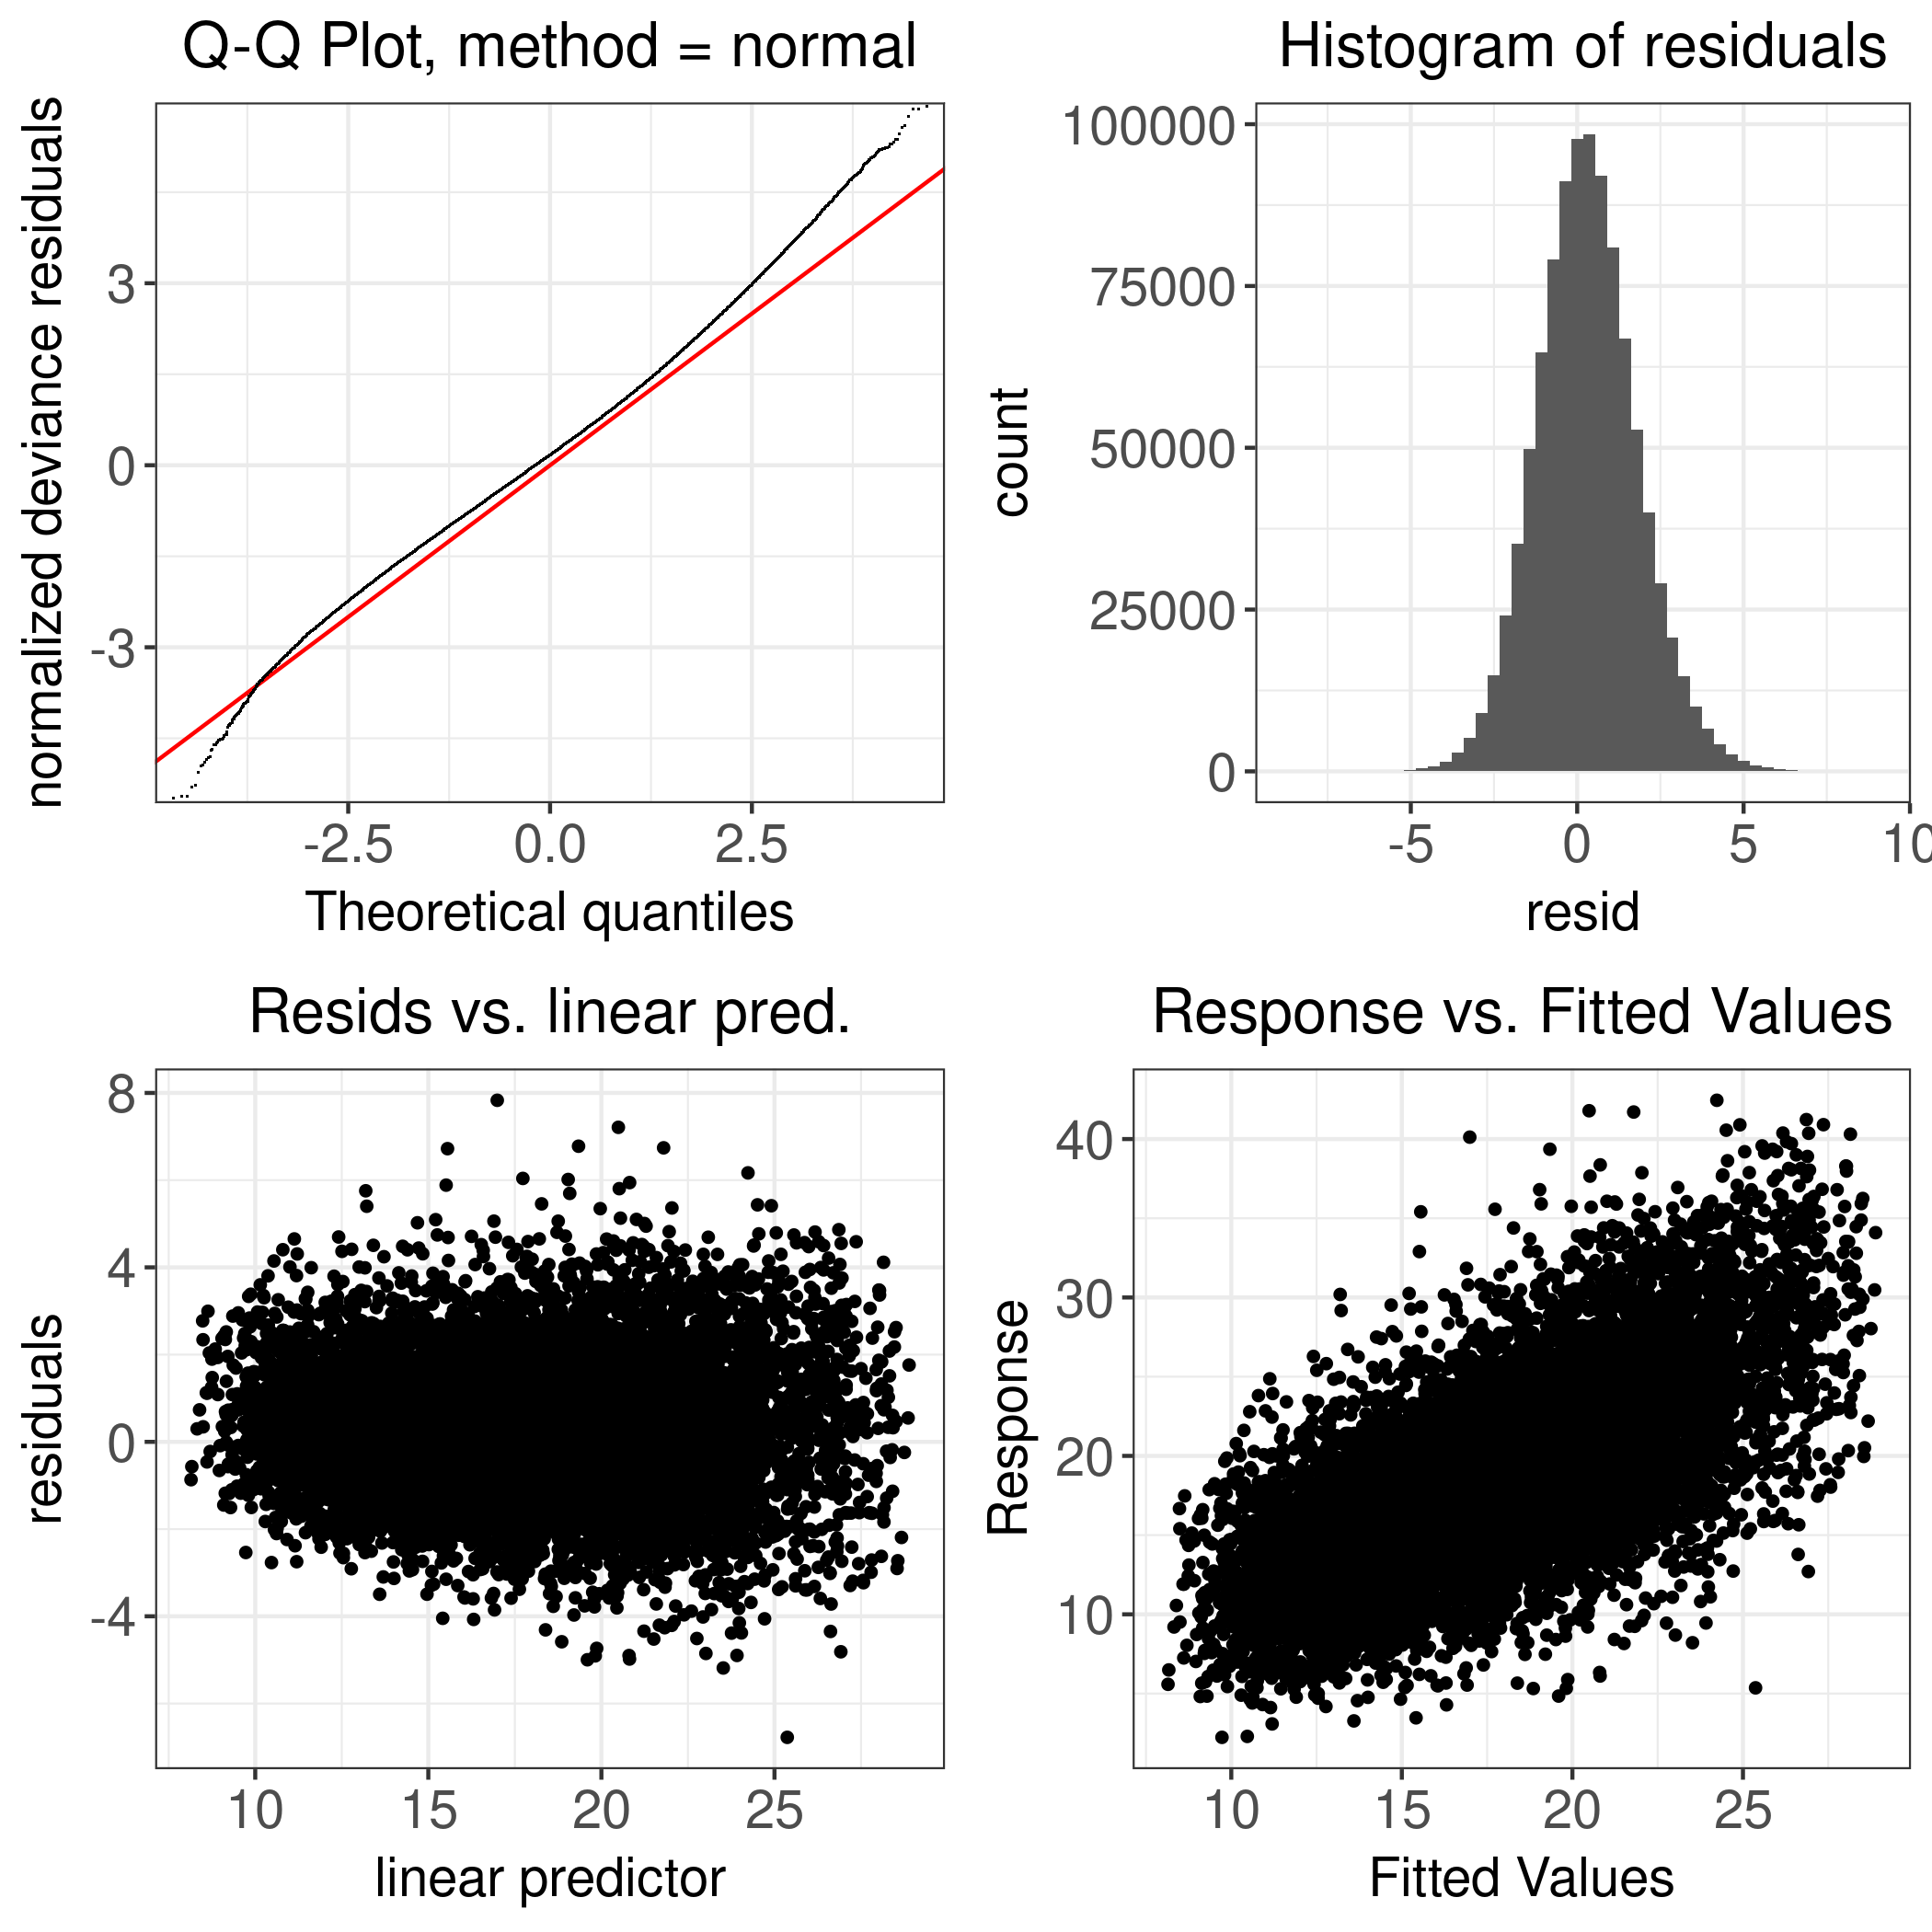 Q-Q Plot, method = normal
normalized deviance residuals
3
0
-3
-2.5 0.0 2.5
Theoretical quantiles
Histogram of residuals
count
100000
75000
50000
25000
0
-5 0 5 10
resid
Resids vs. linear pred.
residuals
8
4
0
-4
10 15 20 25
linear predictor
Response vs. Fitted Values
Response
40
30
20
10
10 15 20 25
Fitted Values